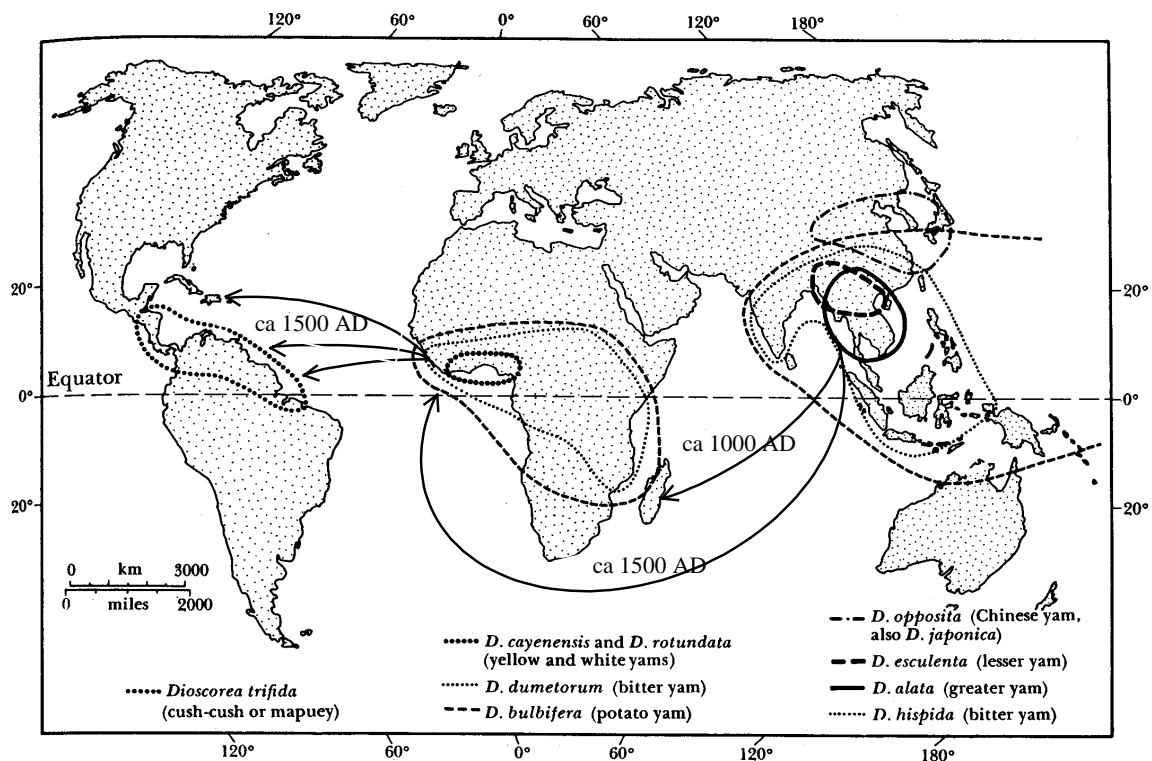 120° 60° 0° 60° 120° 180°
20° 20°
ca 1500 AD
Equator
0° 0°
ca 1000 AD
20° 20°
ca 1500 AD
0 km 3000
0 miles 2000
Dioscorea trifida
(cush-cush or mapuey)
D. cayenensis and D. rotundata
(yellow and white yams)
D. dumetorum (bitter yam)
D. bulbifera (potato yam)
D. opposita (Chinese yam,
also D. japonica)
D. esculenta (lesser yam)
D. alata (greater yam)
D. hispida (bitter yam)
120° 60° 0° 60° 120° 180°